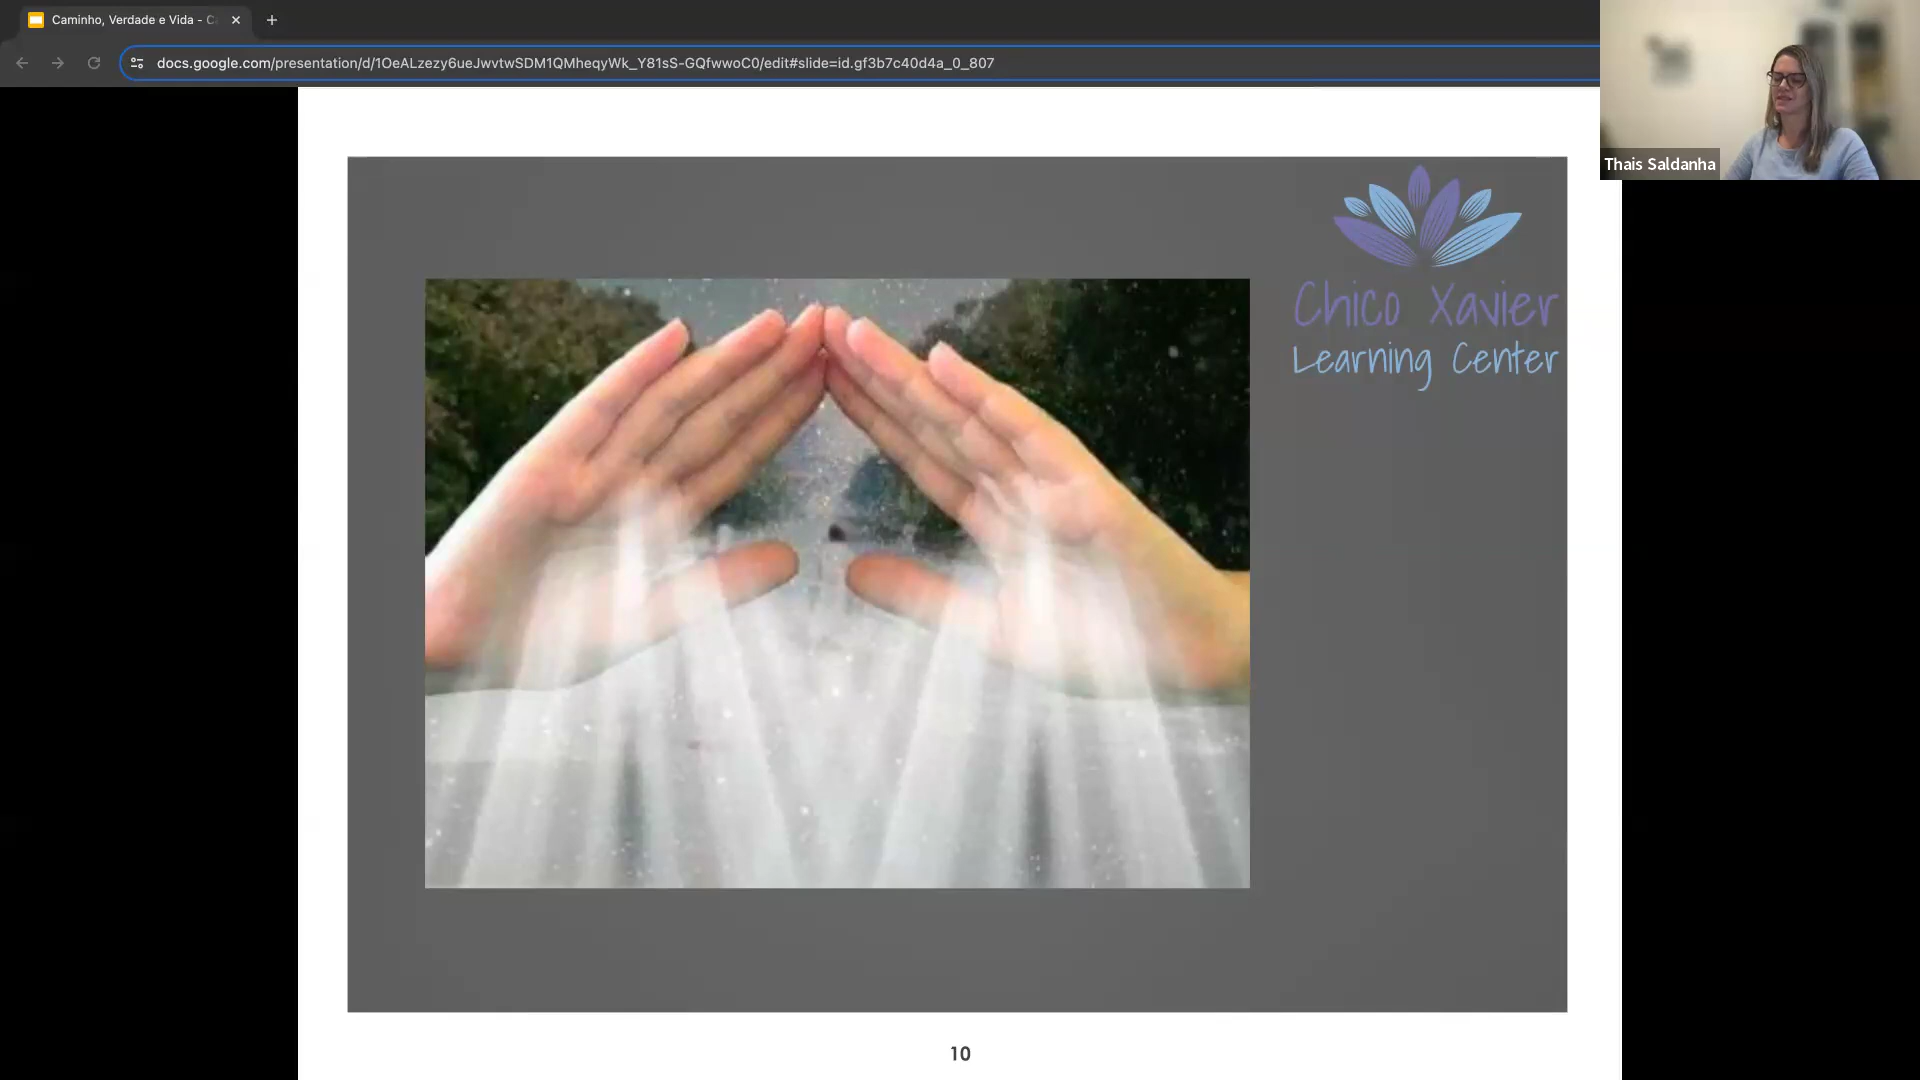 Caminho, Verdade e Vida - C
docs.google.com/presentation/d/1OeALzezy6ueJwvtwSDM1QMheqyWk_Y81sS-GQfwwoC0/edit#slide=id.gf3b7c40d4a_0_807
Thais Saldanha
Chico Xavier
Learning Center
10